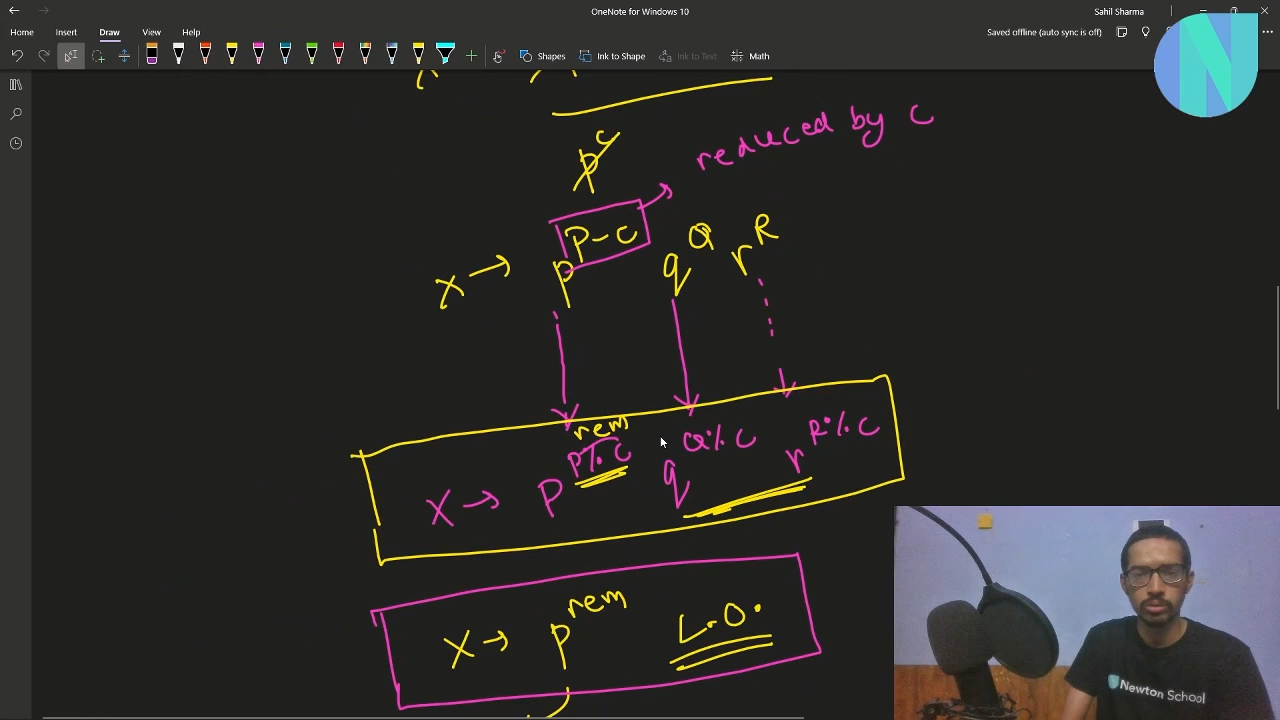 OneNote for Windows 10
Sahil Sharma
Home Insert Draw View Help
Saved offline (auto sync is off)
Shapes Ink to Shape Ink to Text Math
p^c
reduced by c
X → p^P-c q^Q r^R
rem
X → p^P%C q^Q%C r^R%C
X → p^rem L.O.
Newton School